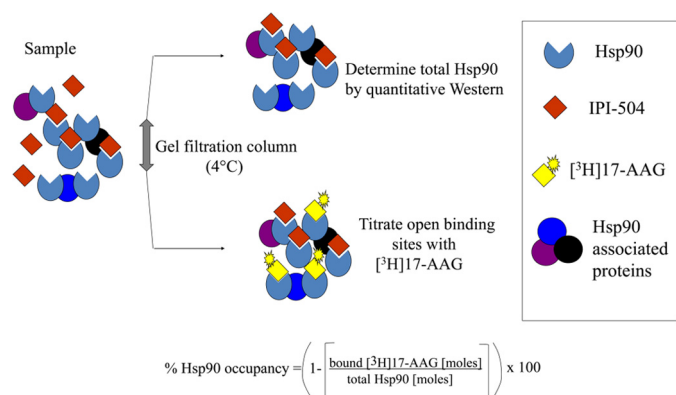 Sample
Gel filtration column
(4°C)
Determine total Hsp90
by quantitative Western
Titrate open binding
sites with
[³H]17-AAG
Hsp90
IPI-504
[³H]17-AAG
Hsp90
associated
proteins
% Hsp90 occupancy = (1- [bound [³H]17-AAG [moles]
total Hsp90 [moles]]) x 100